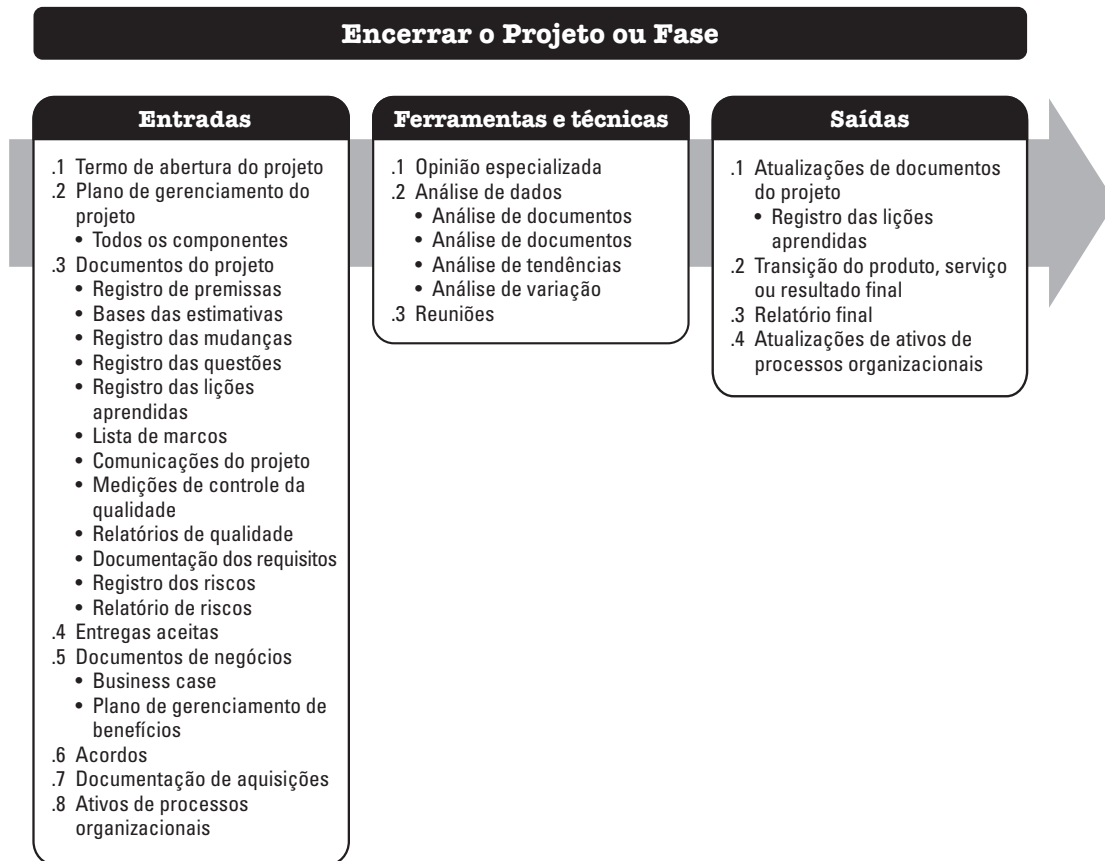 Encerrar o Projeto ou Fase
Entradas
.1 Termo de abertura do projeto
.2 Plano de gerenciamento do
projeto
• Todos os componentes
.3 Documentos do projeto
• Registro de premissas
• Bases das estimativas
• Registro das mudanças
• Registro das questões
• Registro das lições
aprendidas
• Lista de marcos
• Comunicações do projeto
• Medições de controle da
qualidade
• Relatórios de qualidade
• Documentação dos requisitos
• Registro dos riscos
• Relatório de riscos
.4 Entregas aceitas
.5 Documentos de negócios
• Business case
• Plano de gerenciamento de
benefícios
.6 Acordos
.7 Documentação de aquisições
.8 Ativos de processos
organizacionais
Ferramentas e técnicas
.1 Opinião especializada
.2 Análise de dados
• Análise de documentos
• Análise de documentos
• Análise de tendências
• Análise de variação
.3 Reuniões
Saídas
.1 Atualizações de documentos
do projeto
• Registro das lições
aprendidas
.2 Transição do produto, serviço
ou resultado final
.3 Relatório final
.4 Atualizações de ativos de
processos organizacionais